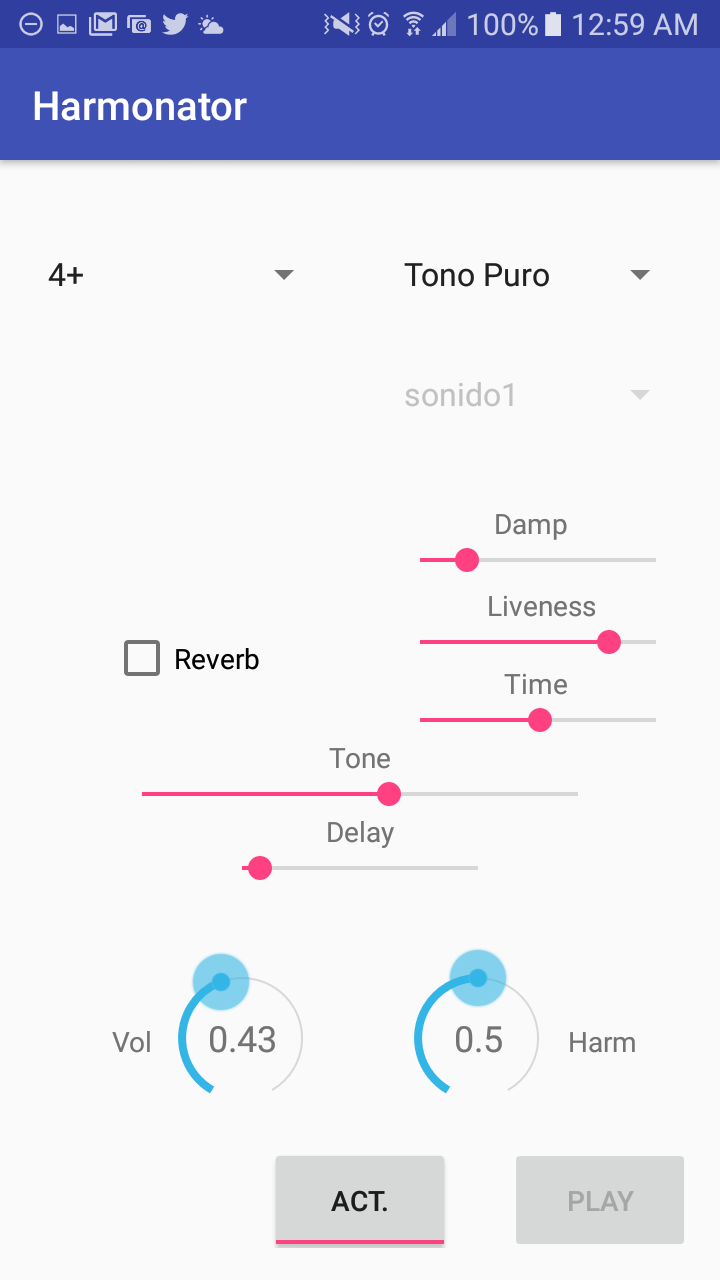 100% 12:59 AM
Harmonator
4+ Tono Puro
sonido1
Damp
Liveness
Reverb
Time
Tone
Delay
Vol 0.43 0.5 Harm
ACT. PLAY